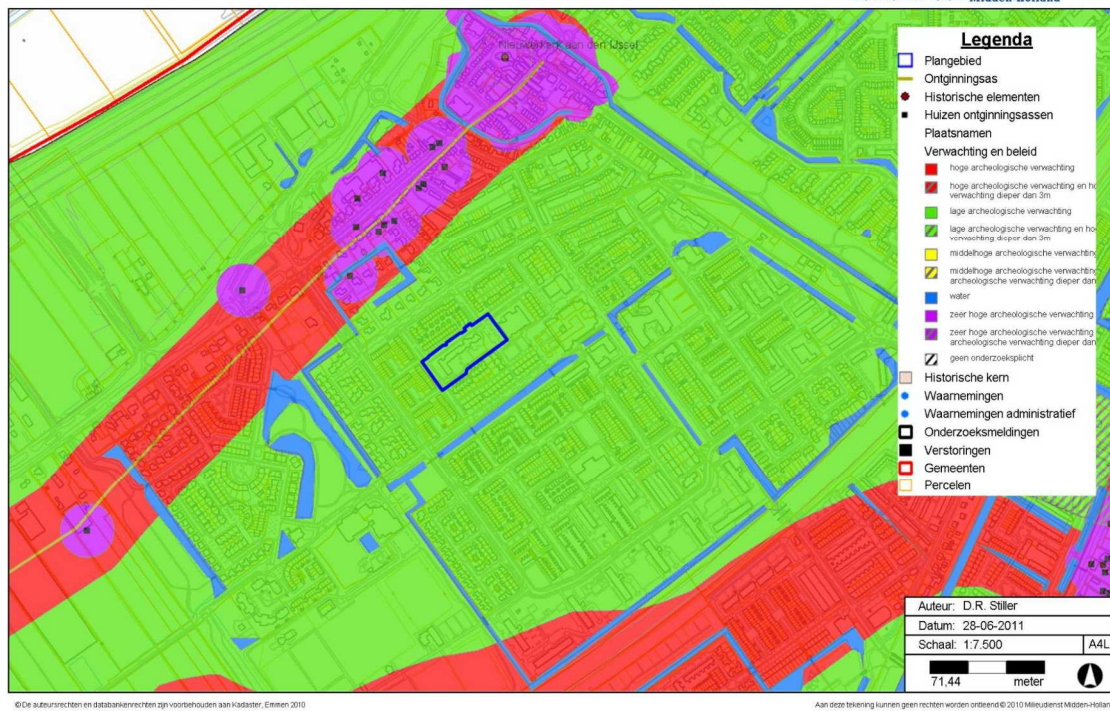 Midden-Holland
Nieuwerkerk aan den IJssel
Legenda
Plangebied
Ontginningsas
Historische elementen
Huizen ontginningsassen
Plaatsnamen
Verwachting en beleid
hoge archeologische verwachting
hoge archeologische verwachting en ho
verwachting dieper dan 3m
lage archeologische verwachting
lage archeologische verwachting en ho
verwachting dieper dan 3m
middelhoge archeologische verwachting
middelhoge archeologische verwachting
archeologische verwachting dieper dan
water
zeer hoge archeologische verwachting
zeer hoge archeologische verwachting
archeologische verwachting dieper dan
geen onderzoeksplicht
Historische kern
Waarnemingen
Waarnemingen administratief
Onderzoeksmeldingen
Verstoringen
Gemeenten
Percelen
Auteur: D.R. Stiller
Datum: 28-06-2011
Schaal: 1:7.500 A4L
71,44 meter
© De auteursrechten en databankenrechten zijn voorbehouden aan Kadaster, Emmen 2010
Aan deze tekening kunnen geen rechten worden ontleend © 2010 Milieudienst Midden-Hollan